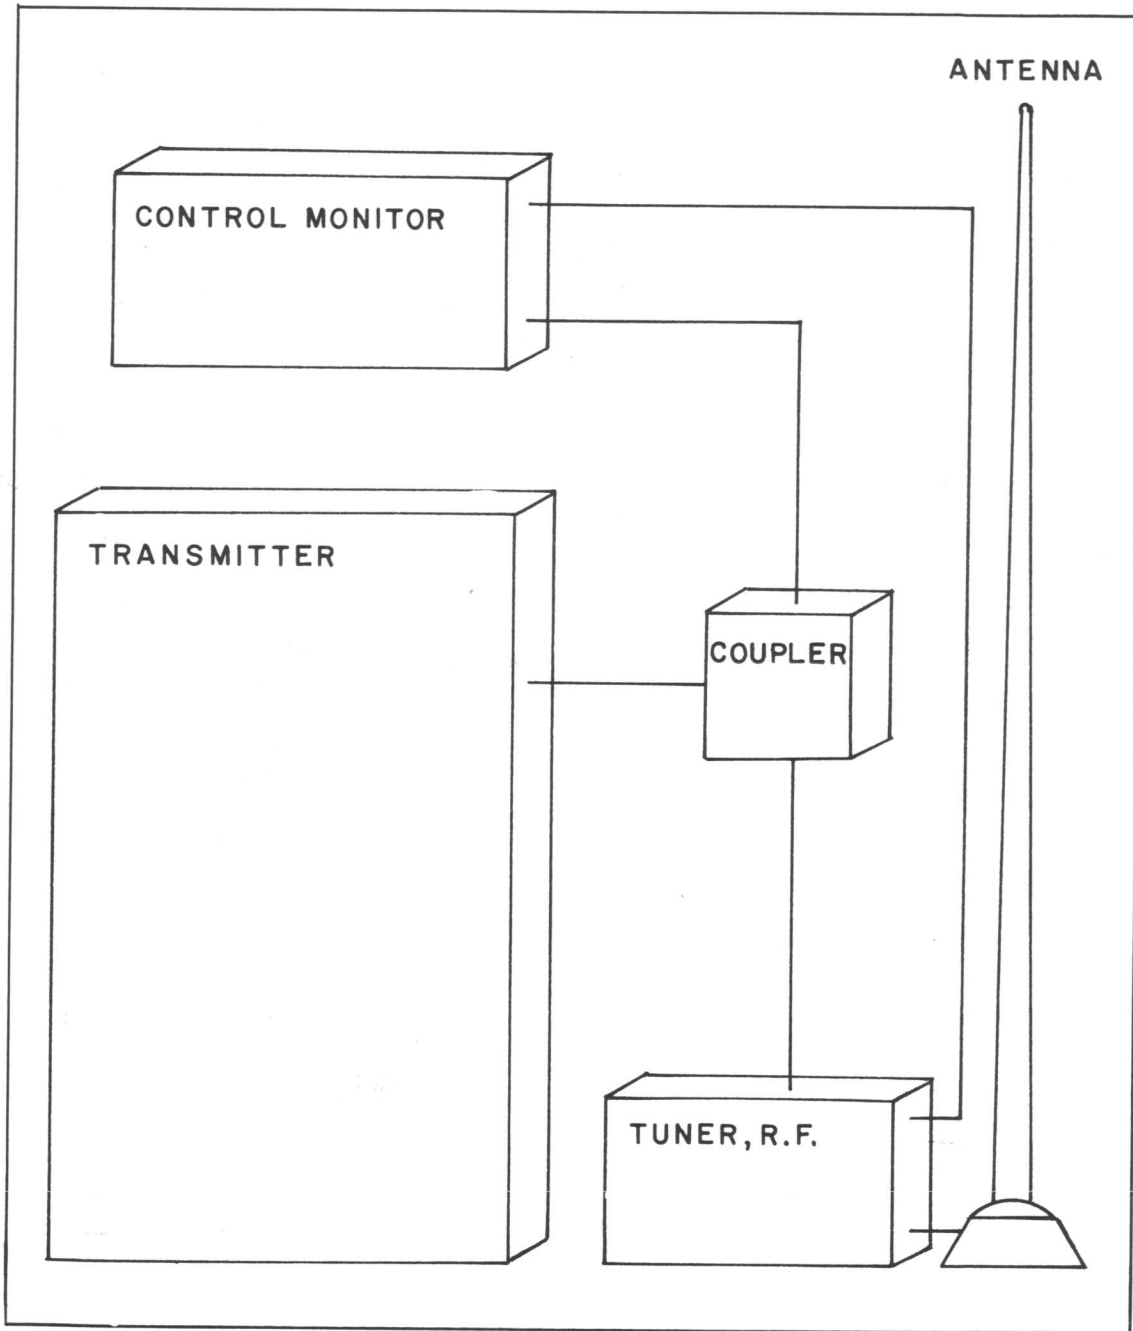 ANTENNA
CONTROL MONITOR
TRANSMITTER
COUPLER
TUNER, R.F.